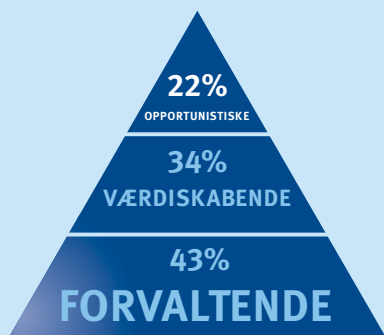 22%
OPPORTUNISTISKE
34%
VÆRDISKABENDE
43%
FORVALTENDE